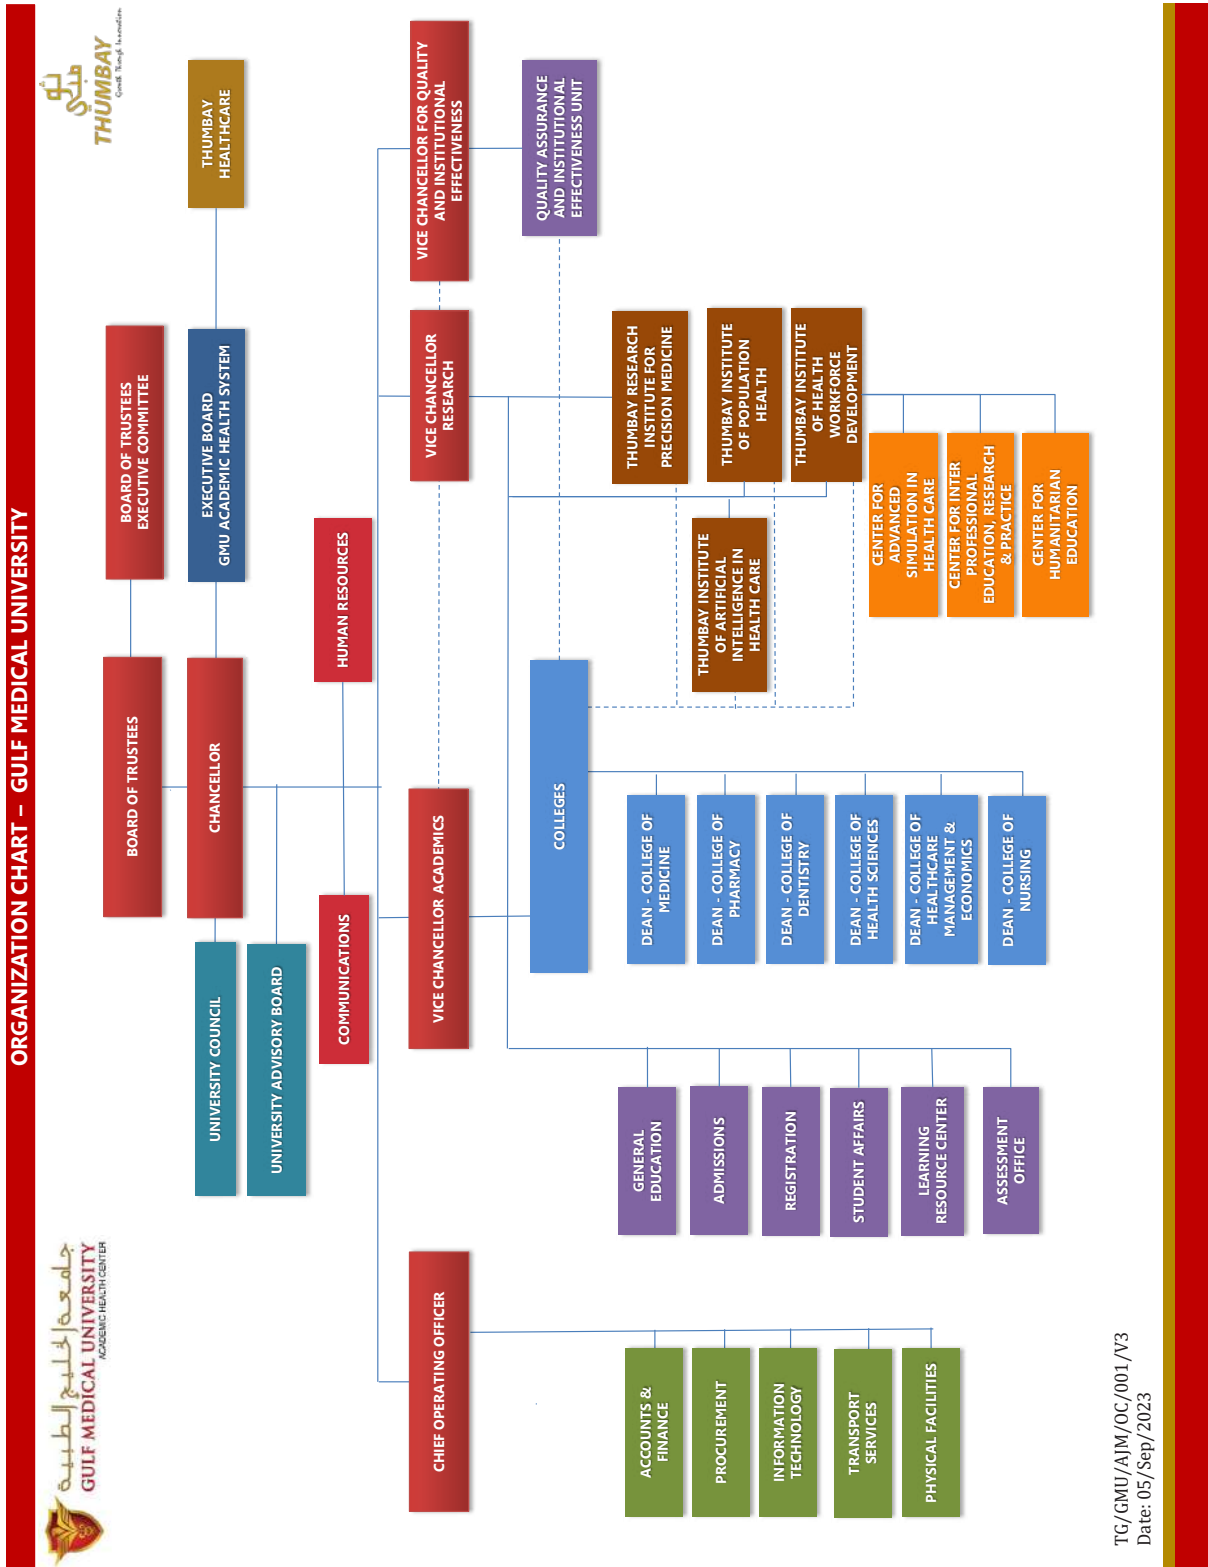 ORGANIZATION CHART – GULF MEDICAL UNIVERSITY
جامعة الخليج الطبية
GULF MEDICAL UNIVERSITY
ACADEMIC HEALTH CENTER
ثومبي
THUMBAY
Growth Through Innovation
BOARD OF TRUSTEES
BOARD OF TRUSTEES
EXECUTIVE COMMITTEE
UNIVERSITY COUNCIL
CHANCELLOR
EXECUTIVE BOARD
GMU ACADEMIC HEALTH SYSTEM
THUMBAY
HEALTHCARE
UNIVERSITY ADVISORY BOARD
COMMUNICATIONS
HUMAN RESOURCES
CHIEF OPERATING OFFICER
VICE CHANCELLOR ACADEMICS
VICE CHANCELLOR
RESEARCH
VICE CHANCELLOR FOR QUALITY
AND INSTITUTIONAL
EFFECTIVENESS
COLLEGES
QUALITY ASSURANCE
AND INSTITUTIONAL
EFFECTIVENESS UNIT
ACCOUNTS &
FINANCE
PROCUREMENT
INFORMATION
TECHNOLOGY
TRANSPORT
SERVICES
PHYSICAL FACILITIES
GENERAL
EDUCATION
ADMISSIONS
REGISTRATION
STUDENT AFFAIRS
LEARNING
RESOURCE CENTER
ASSESSMENT
OFFICE
DEAN - COLLEGE OF
MEDICINE
DEAN - COLLEGE OF
PHARMACY
DEAN - COLLEGE OF
DENTISTRY
DEAN - COLLEGE OF
HEALTH SCIENCES
DEAN - COLLEGE OF
HEALTHCARE
MANAGEMENT &
ECONOMICS
DEAN - COLLEGE OF
NURSING
THUMBAY RESEARCH
INSTITUTE FOR
PRECISION MEDICINE
THUMBAY INSTITUTE
OF POPULATION
HEALTH
THUMBAY INSTITUTE
OF HEALTH
WORKFORCE
DEVELOPMENT
THUMBAY INSTITUTE
OF ARTIFICIAL
INTELLIGENCE IN
HEALTH CARE
CENTER FOR
ADVANCED
SIMULATION IN
HEALTH CARE
CENTER FOR INTER
PROFESSIONAL
EDUCATION, RESEARCH
& PRACTICE
CENTER FOR
HUMANITARIAN
EDUCATION
TG/GMU/AJM/OC/001/V3
Date: 05/Sep/2023